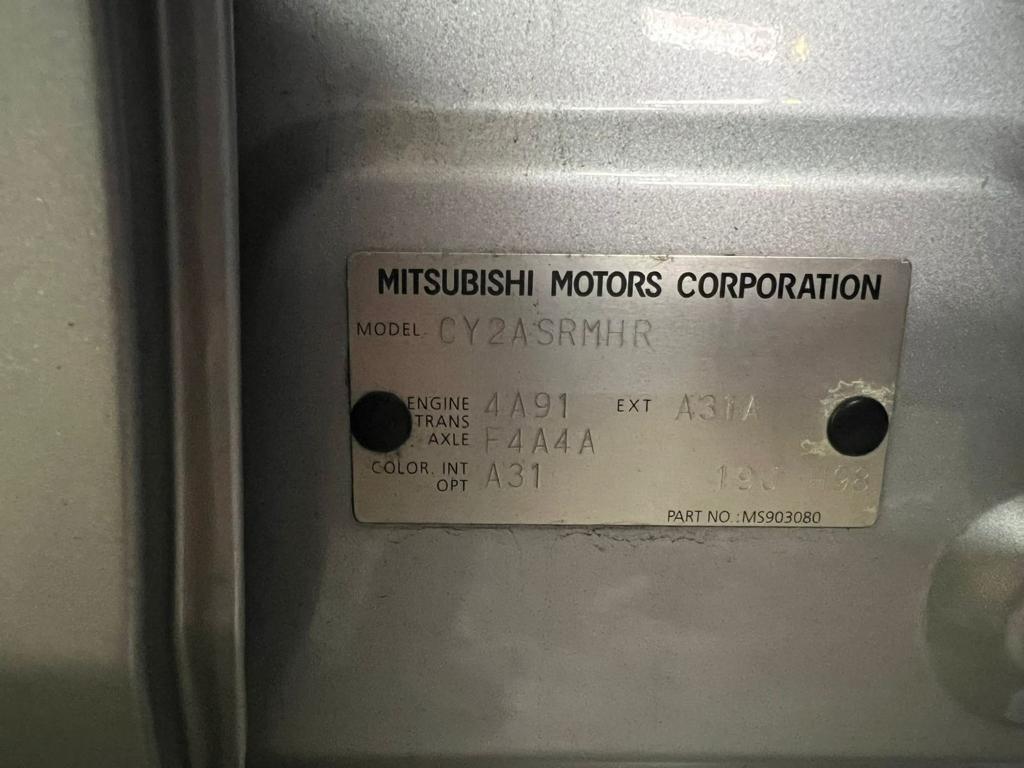 MITSUBISHI MOTORS CORPORATION
MODEL CY2ASRMHR
ENGINE 4A91 EXT A31A
TRANS
AXLE F4A4A
COLOR. INT A31
OPT
PART NO.:MS903080